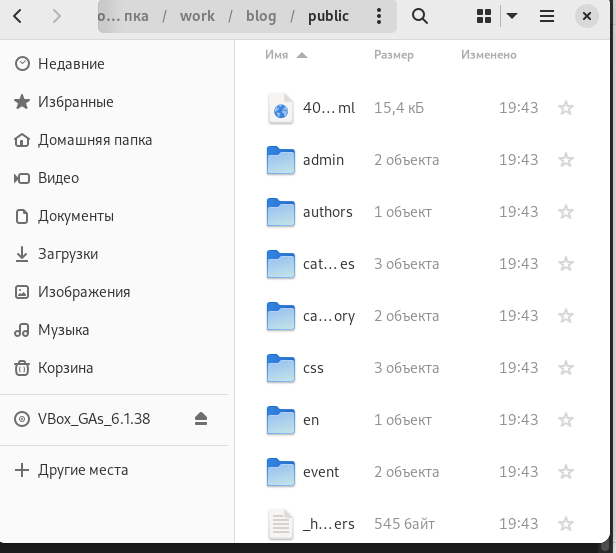 о… пка / work / blog / public
Имя Размер Изменено
Недавние
Избранные
Домашняя папка
Видео
Документы
Загрузки
Изображения
Музыка
Корзина
VBox_GAs_6.1.38
Другие места
40…ml 15,4 кБ 19:43
admin 2 объекта 19:43
authors 1 объект 19:43
cat…es 3 объекта 19:43
ca…ory 2 объекта 19:43
css 3 объекта 19:43
en 1 объект 19:43
event 2 объекта 19:43
_h…ers 545 байт 19:43